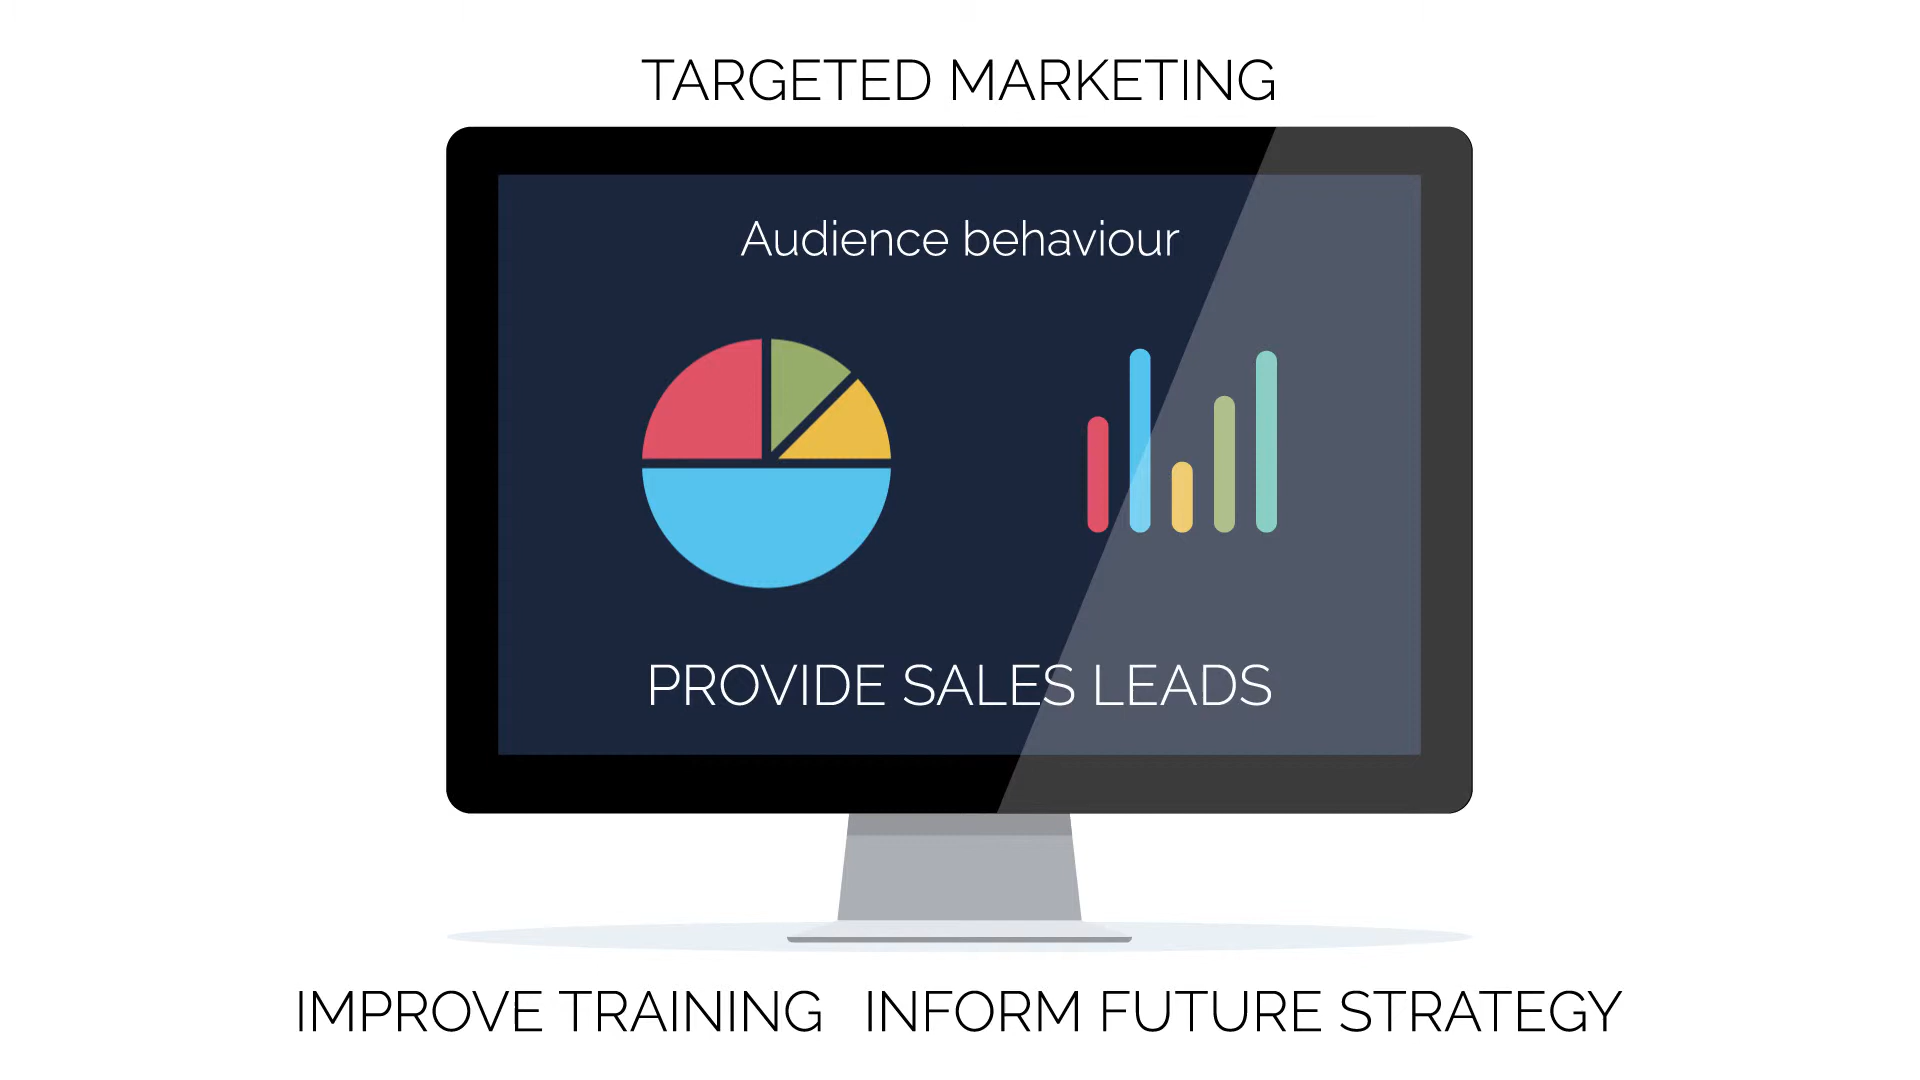 TARGETED MARKETING
Audience behaviour
PROVIDE SALES LEADS
IMPROVE TRAINING INFORM FUTURE STRATEGY